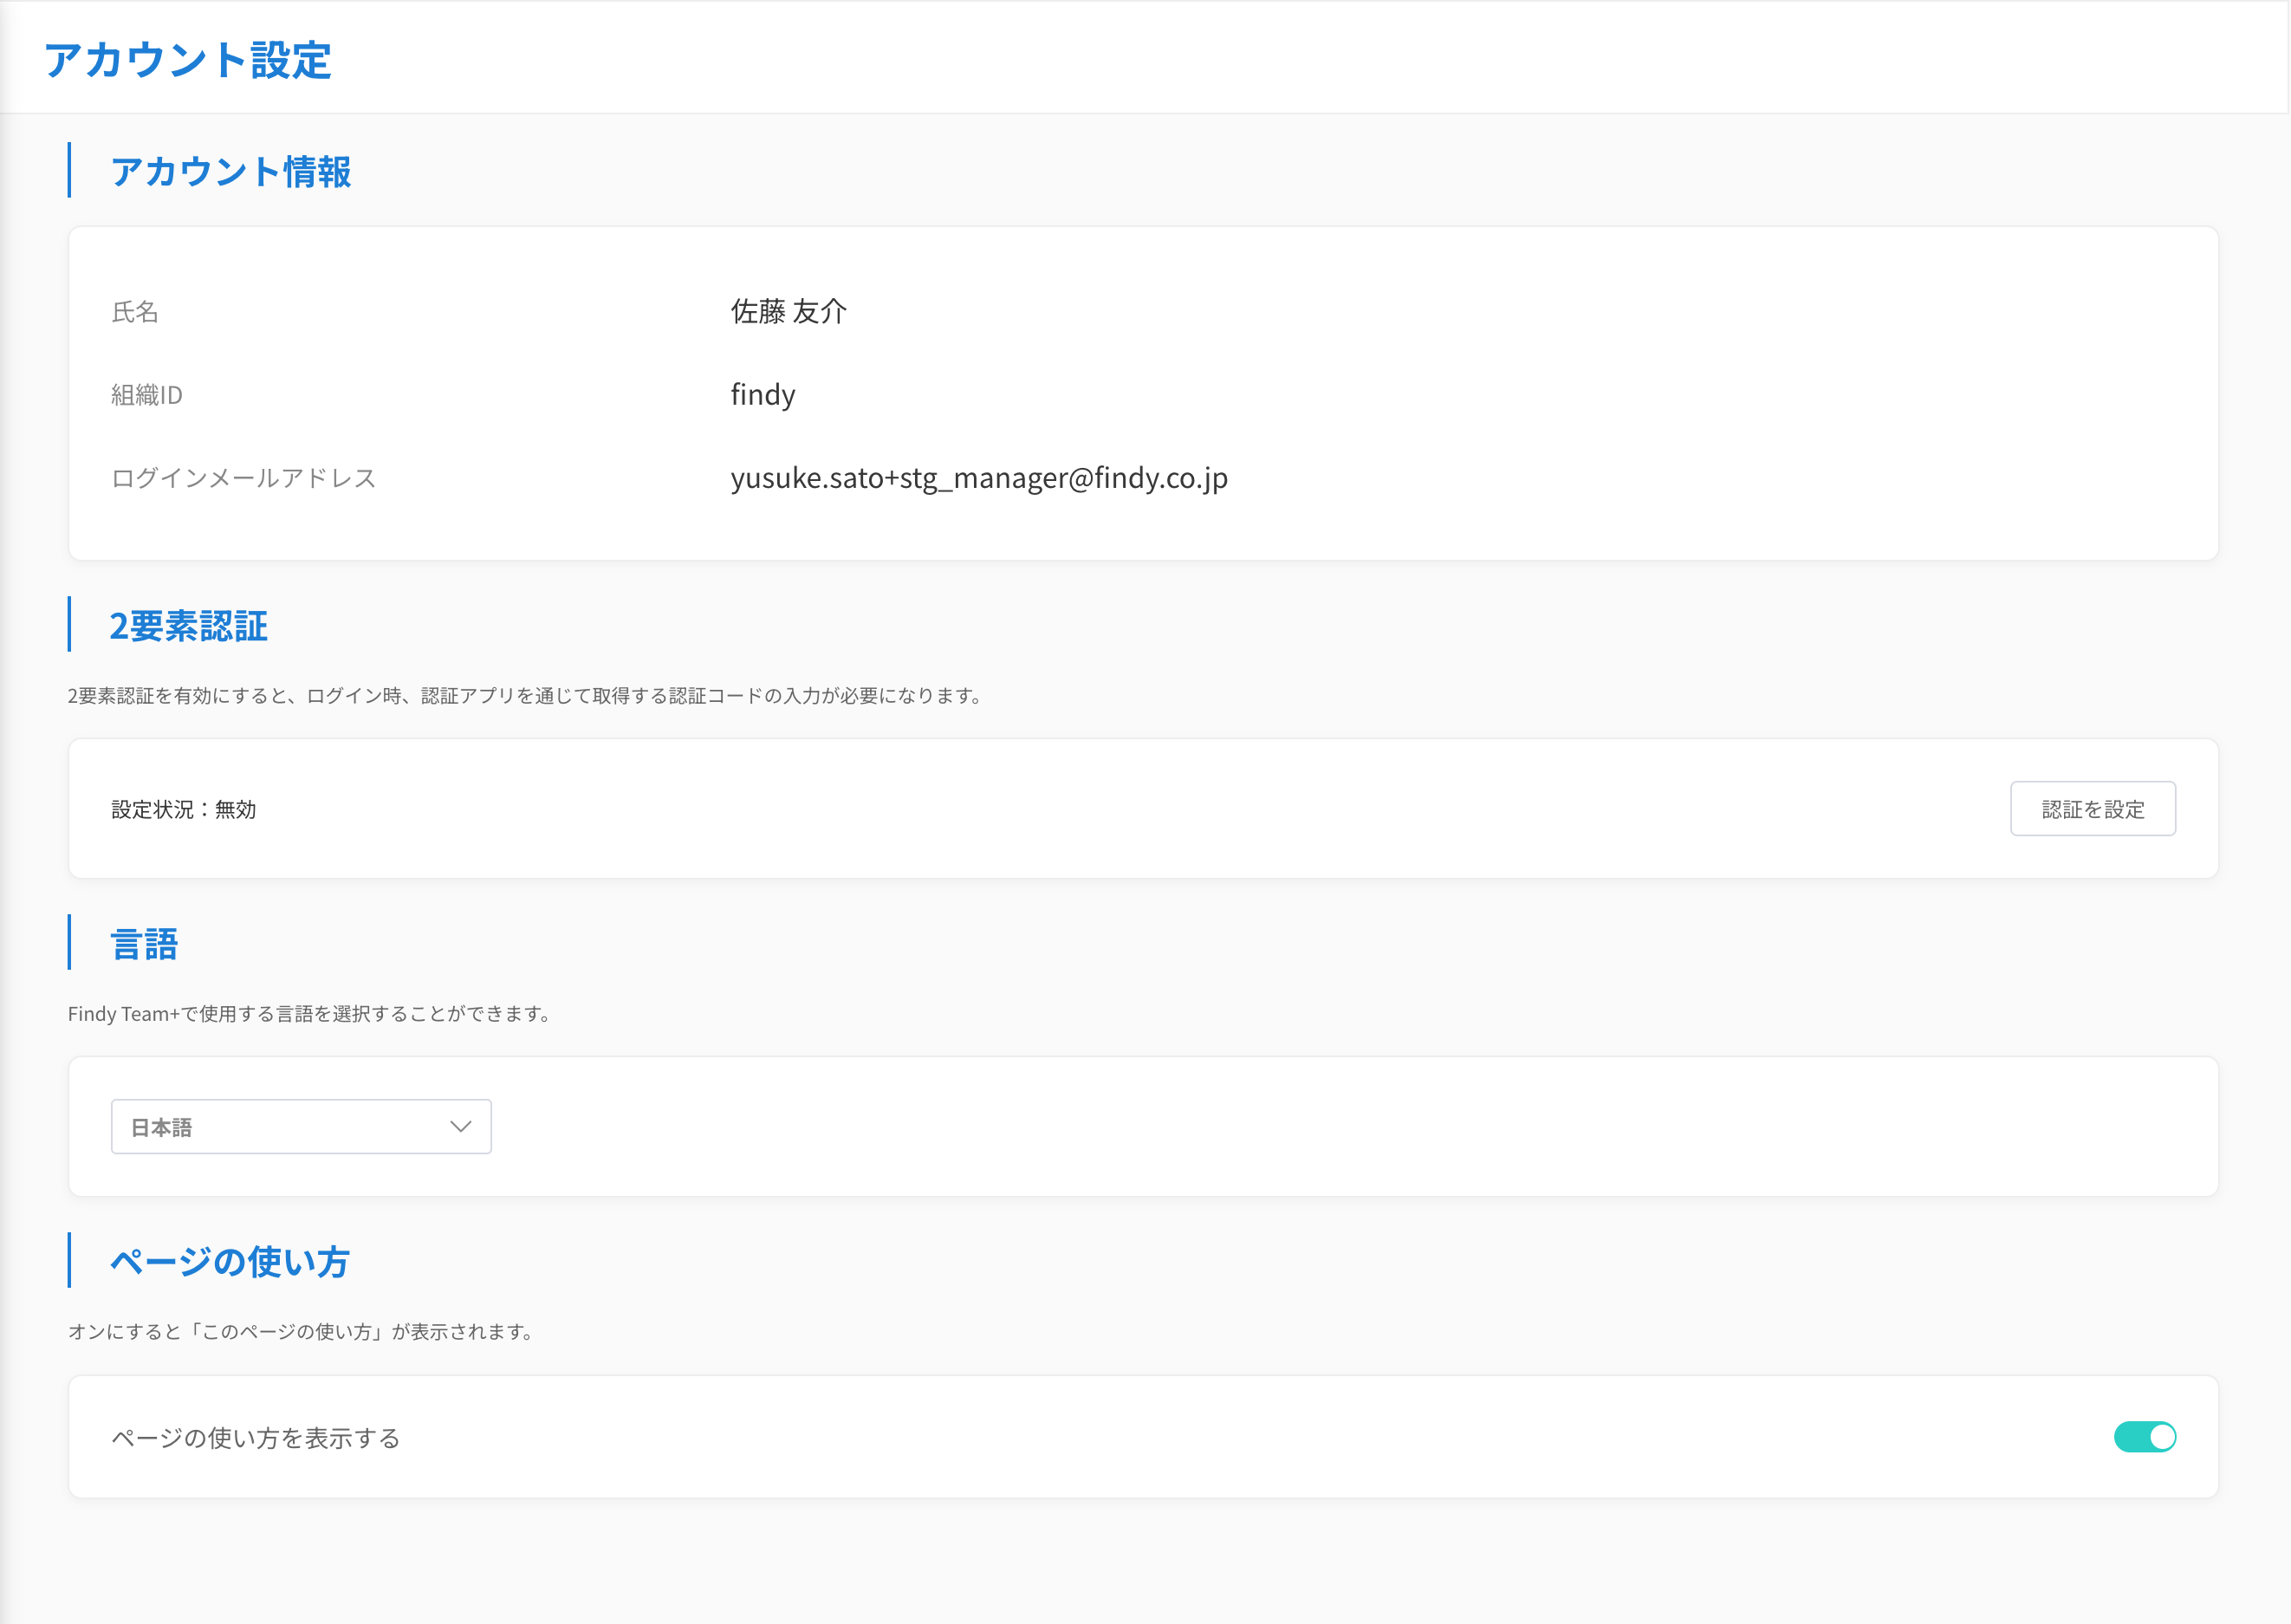 アカウント設定
アカウント情報
氏名 佐藤 友介
組織ID findy
ログインメールアドレス yusuke.sato+stg_manager@findy.co.jp
2要素認証
2要素認証を有効にすると、ログイン時、認証アプリを通じて取得する認証コードの入力が必要になります。
設定状況：無効 認証を設定
言語
Findy Team+で使用する言語を選択することができます。
日本語
ページの使い方
オンにすると「このページの使い方」が表示されます。
ページの使い方を表示する